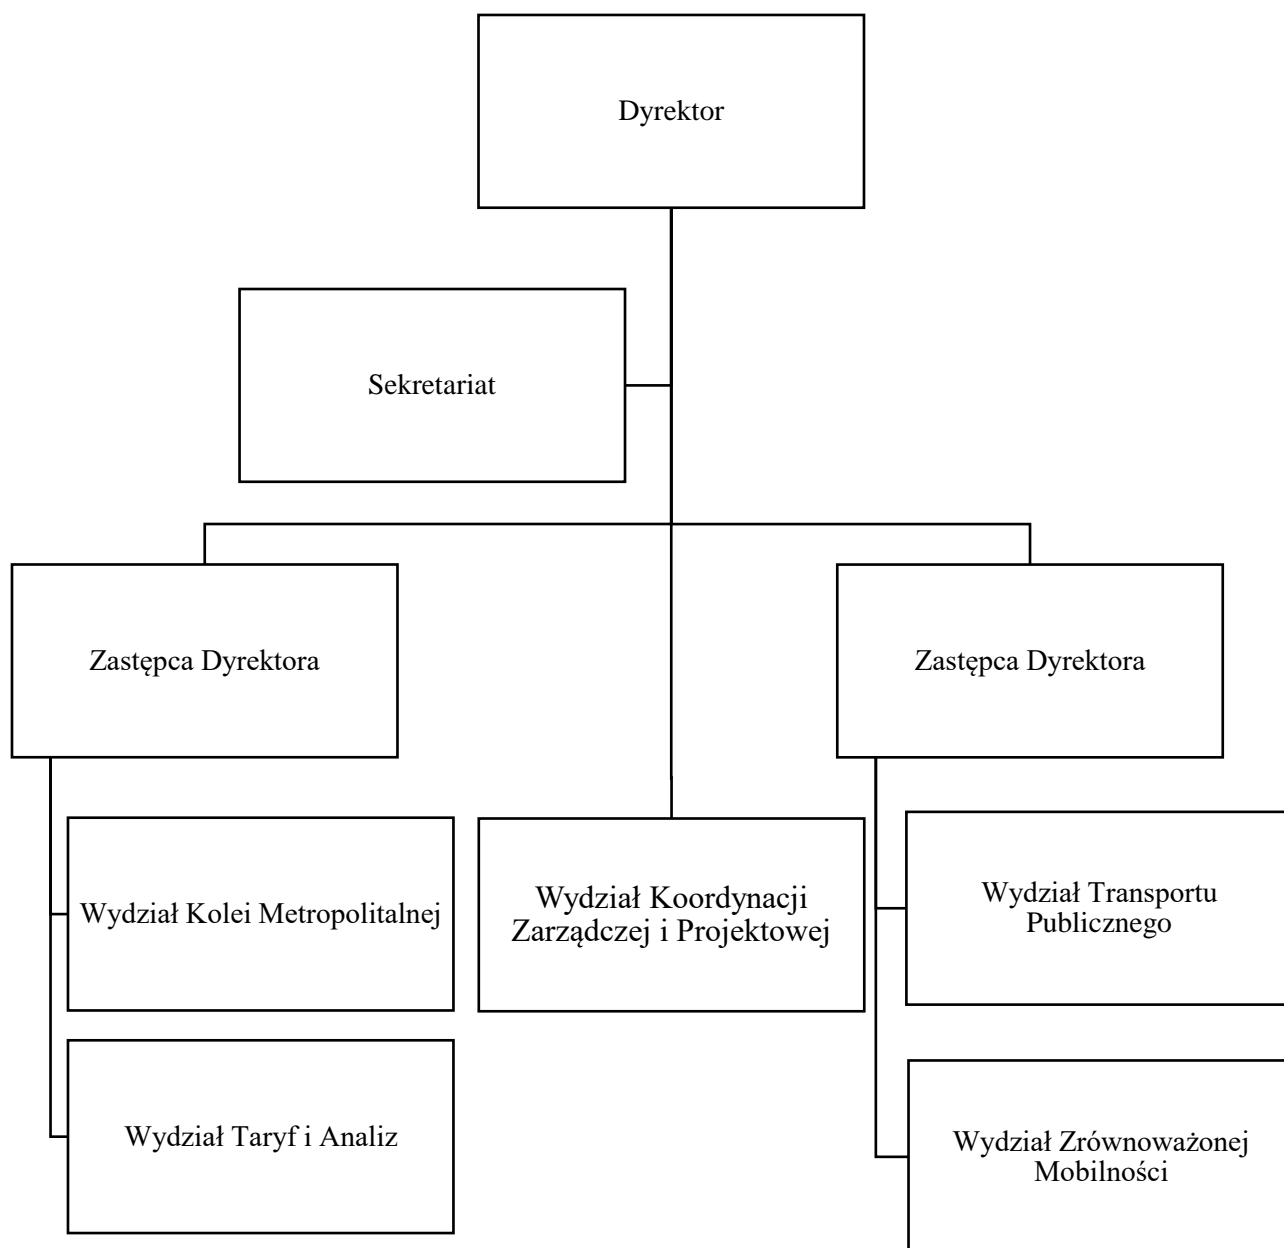 Dyrektor
Sekretariat
Zastępca Dyrektora
Zastępca Dyrektora
Wydział Kolei Metropolitalnej
Wydział Koordynacji
Zarządczej i Projektowej
Wydział Transportu
Publicznego
Wydział Taryf i Analiz
Wydział Zrównoważonej
Mobilności